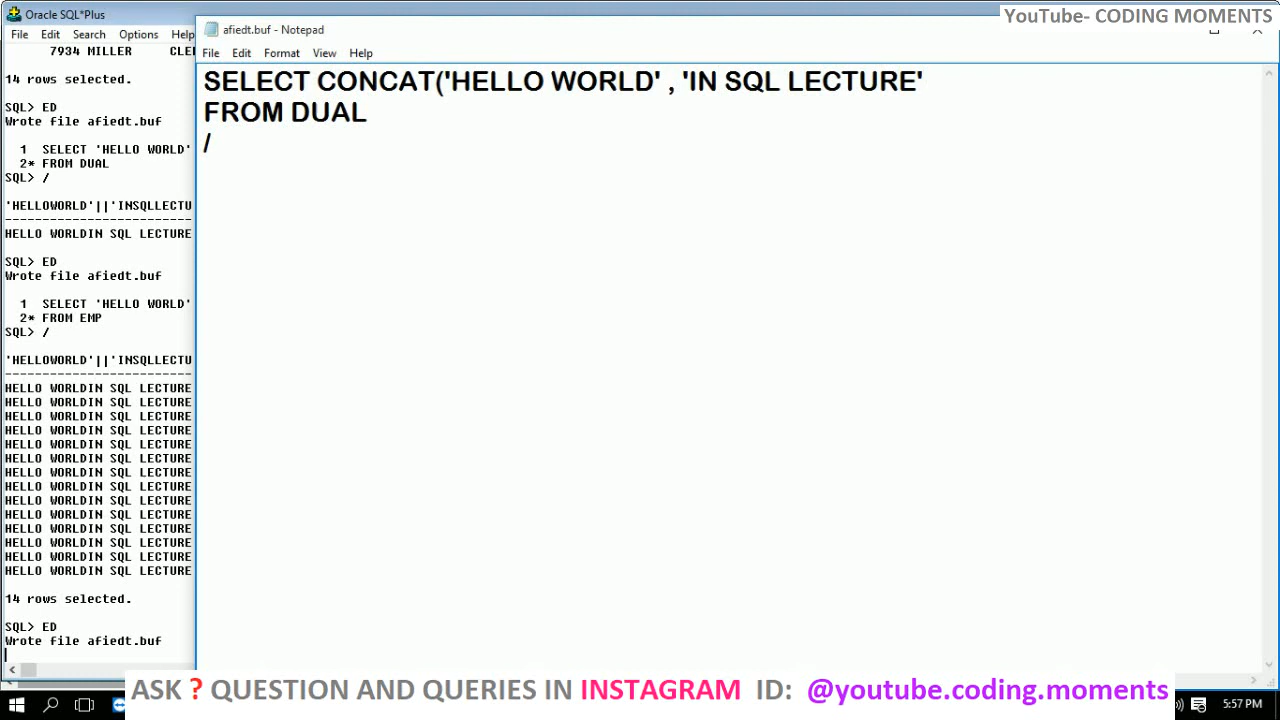 Oracle SQL*Plus
File Edit Search Options Help
7934 MILLER CLE
14 rows selected.
SQL> ED
Wrote file afiedt.buf
1 SELECT 'HELLO WORLD'
2* FROM DUAL
SQL> /
'HELLOWORLD'||'INSQLLECTU
-------------------------
HELLO WORLDIN SQL LECTURE
SQL> ED
Wrote file afiedt.buf
1 SELECT 'HELLO WORLD'
2* FROM EMP
SQL> /
'HELLOWORLD'||'INSQLLECTU
-------------------------
HELLO WORLDIN SQL LECTURE
HELLO WORLDIN SQL LECTURE
HELLO WORLDIN SQL LECTURE
HELLO WORLDIN SQL LECTURE
HELLO WORLDIN SQL LECTURE
HELLO WORLDIN SQL LECTURE
HELLO WORLDIN SQL LECTURE
HELLO WORLDIN SQL LECTURE
HELLO WORLDIN SQL LECTURE
HELLO WORLDIN SQL LECTURE
HELLO WORLDIN SQL LECTURE
HELLO WORLDIN SQL LECTURE
HELLO WORLDIN SQL LECTURE
HELLO WORLDIN SQL LECTURE
14 rows selected.
SQL> ED
Wrote file afiedt.buf
YouTube- CODING MOMENTS
afiedt.buf - Notepad
File Edit Format View Help
SELECT CONCAT('HELLO WORLD' , 'IN SQL LECTURE'
FROM DUAL
/
ASK ? QUESTION AND QUERIES IN INSTAGRAM ID: @youtube.coding.moments
5:57 PM